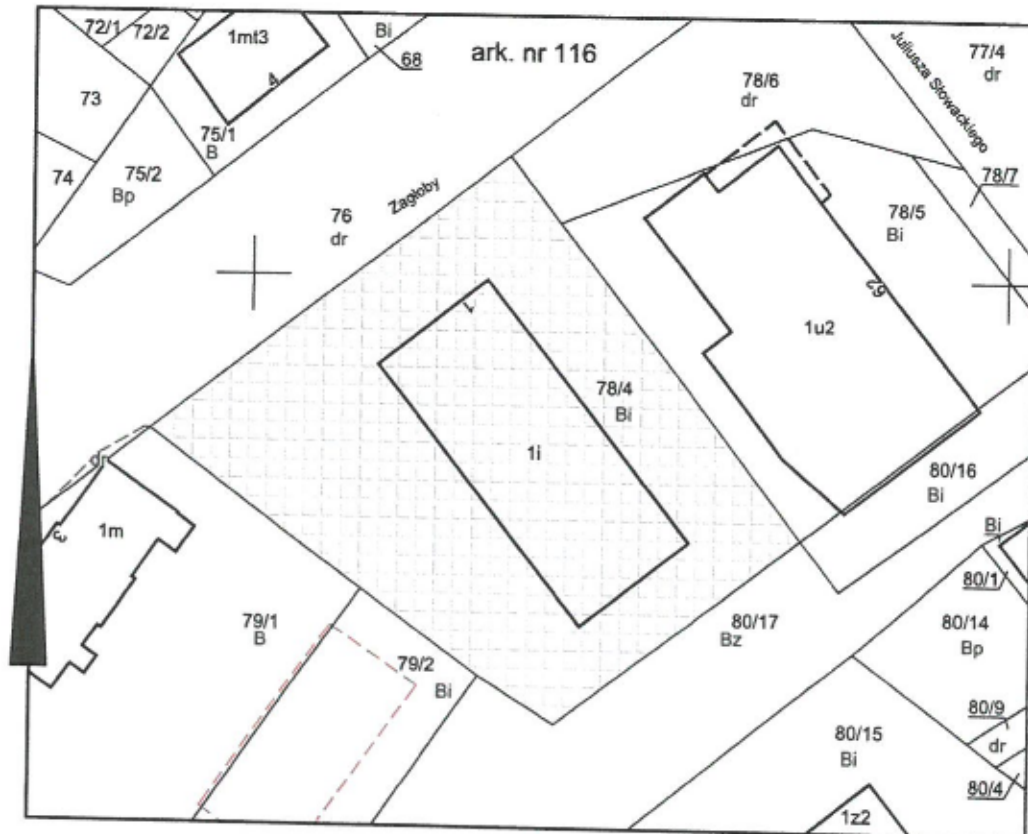 72/1
72/2
1mt3
4
Bi
68
ark. nr 116
77/4
dr
Juliusza Słowackiego
73
78/6
dr
75/1
B
74
75/2
Bp
78/7
76
dr
Zagłoby
78/5
Bi
62
1
1u2
78/4
Bi
1i
80/16
Bi
1m
3
Bi
80/1
79/1
B
79/2
Bi
80/17
Bz
80/14
Bp
80/9
dr
80/15
Bi
80/4
1z2